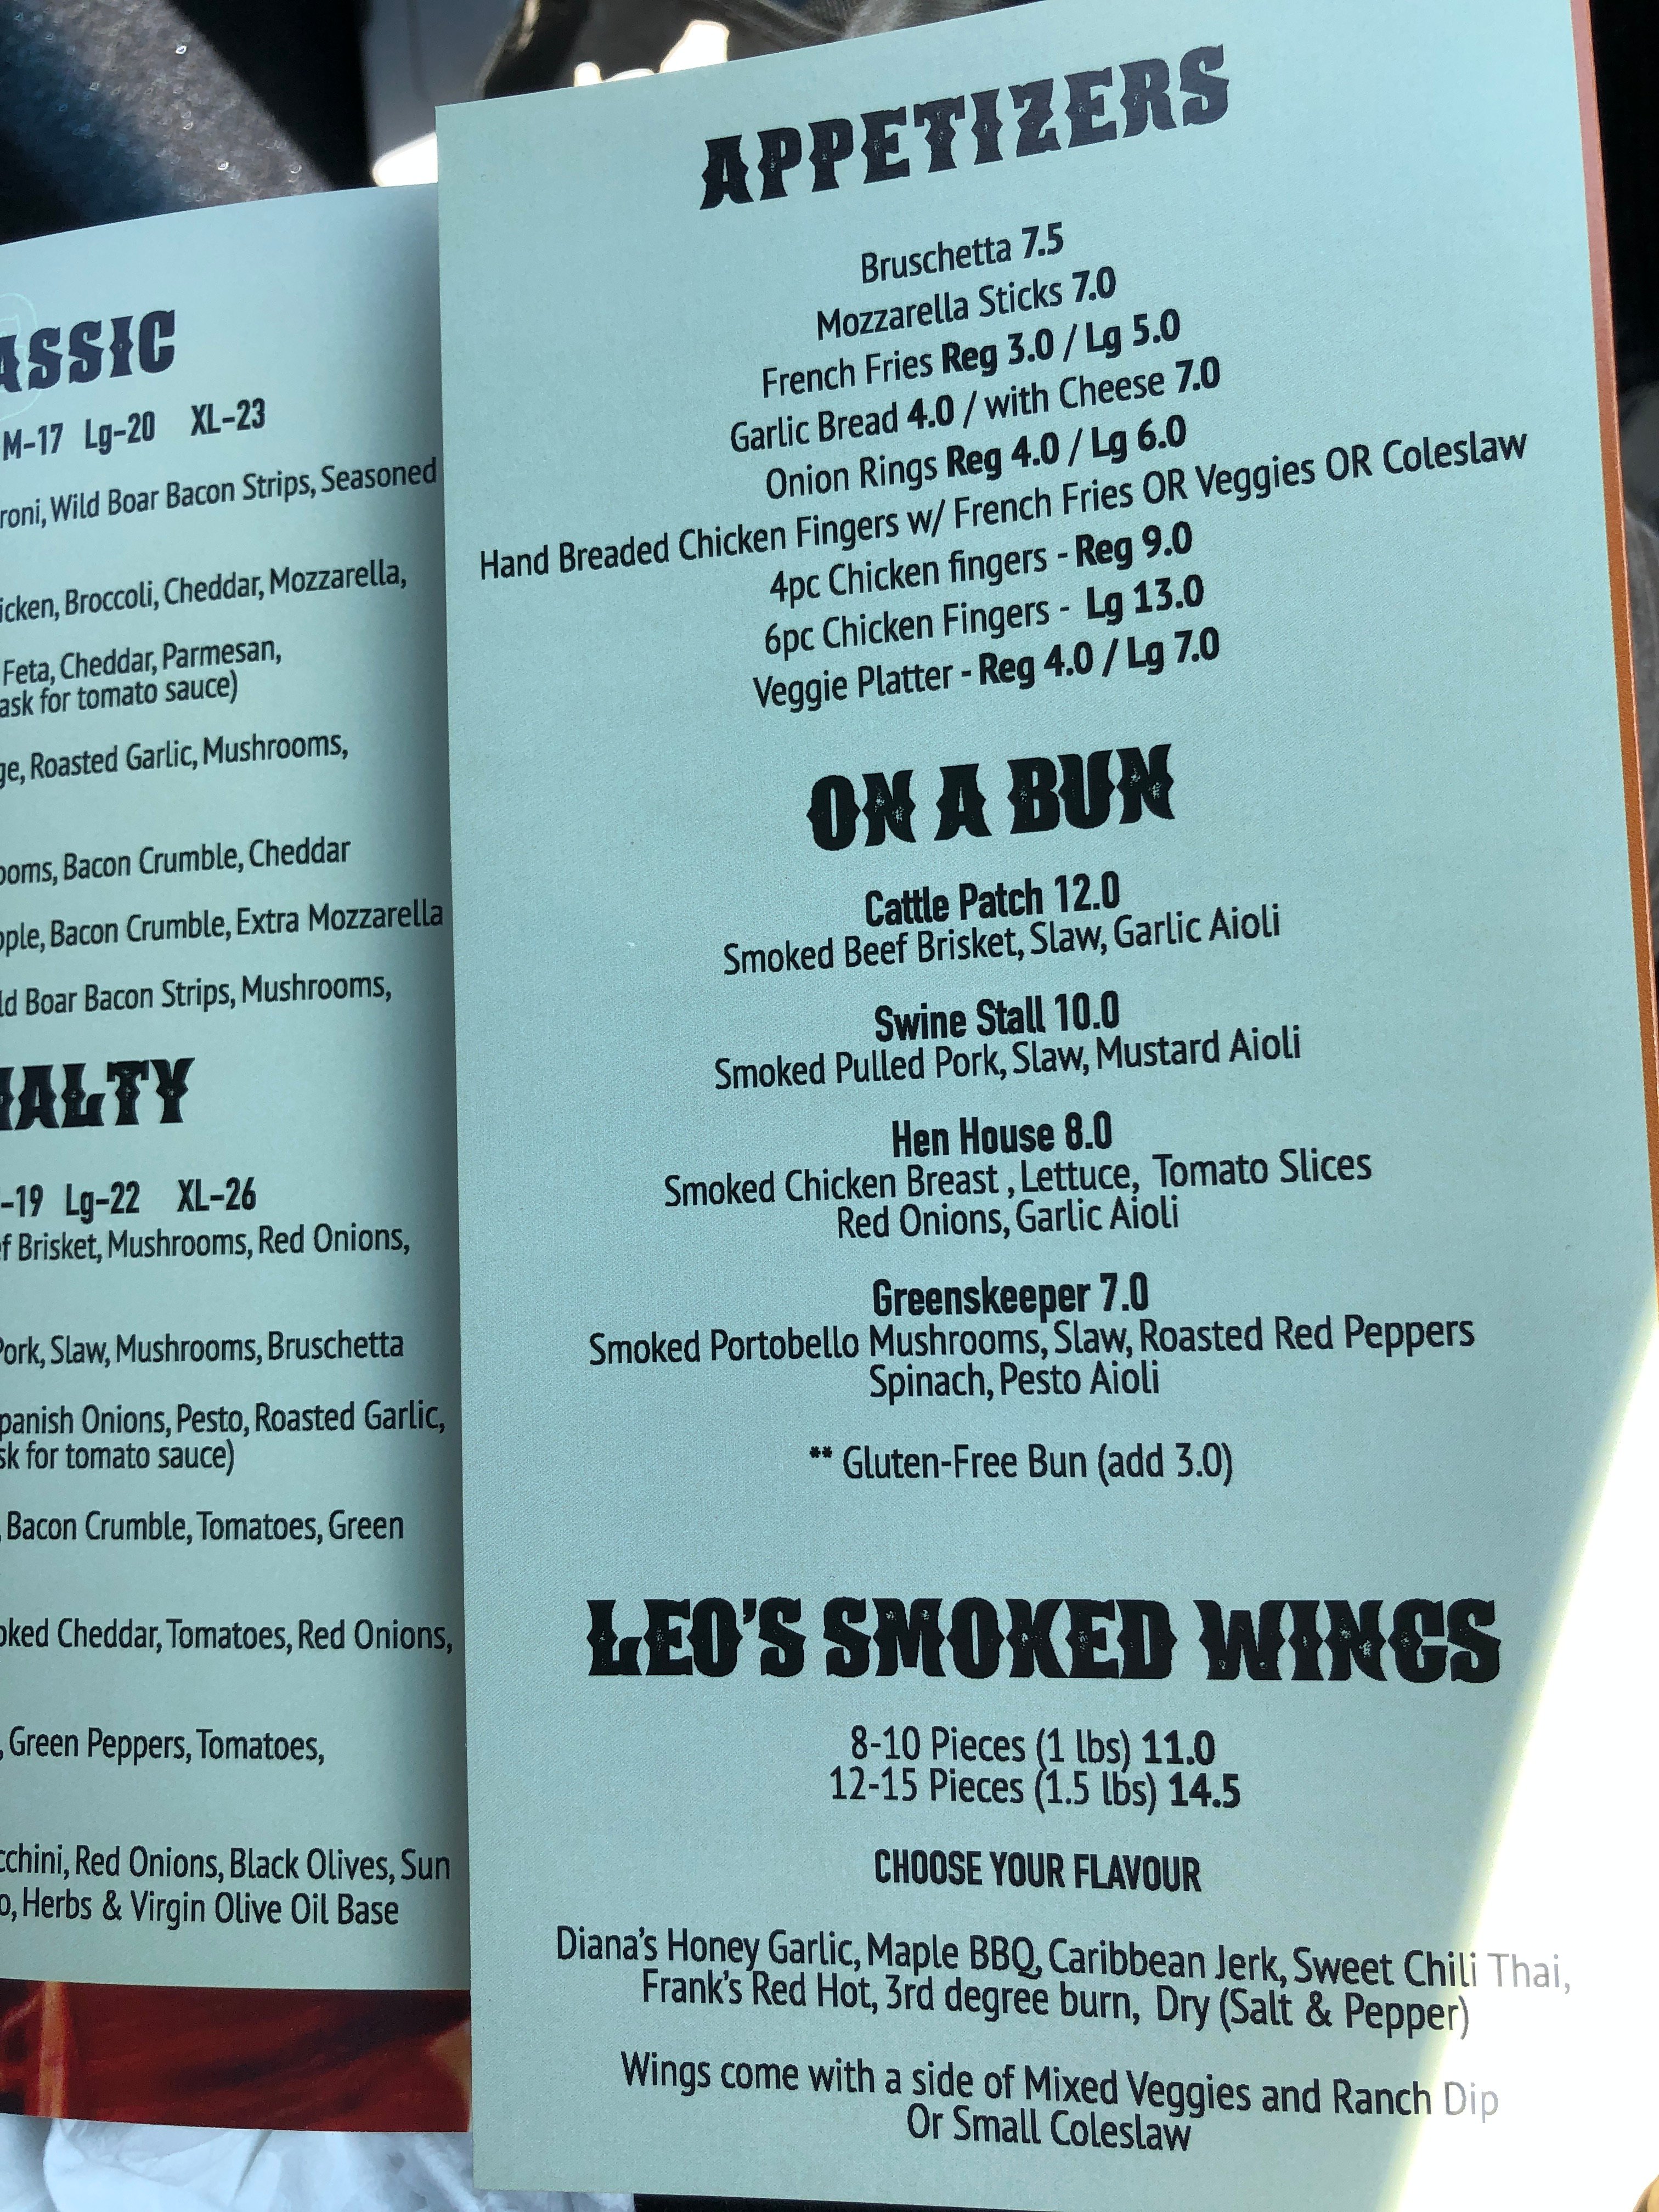 ASSIC
M-17 Lg-20 XL-23
roni, Wild Boar Bacon Strips, Seasoned
icken, Broccoli, Cheddar, Mozzarella,
Feta, Cheddar, Parmesan,
ask for tomato sauce)
ge, Roasted Garlic, Mushrooms,
ooms, Bacon Crumble, Cheddar
pple, Bacon Crumble, Extra Mozzarella
ld Boar Bacon Strips, Mushrooms,
IALTY
-19 Lg-22 XL-26
f Brisket, Mushrooms, Red Onions,
Pork, Slaw, Mushrooms, Bruschetta
panish Onions, Pesto, Roasted Garlic,
sk for tomato sauce)
, Bacon Crumble, Tomatoes, Green
oked Cheddar, Tomatoes, Red Onions,
, Green Peppers, Tomatoes,
cchini, Red Onions, Black Olives, Sun
o, Herbs & Virgin Olive Oil Base
APPETIZERS
Bruschetta 7.5
Mozzarella Sticks 7.0
French Fries Reg 3.0 / Lg 5.0
Garlic Bread 4.0 / with Cheese 7.0
Onion Rings Reg 4.0 / Lg 6.0
Hand Breaded Chicken Fingers w/ French Fries OR Veggies OR Coleslaw
4pc Chicken fingers - Reg 9.0
6pc Chicken Fingers - Lg 13.0
Veggie Platter - Reg 4.0 / Lg 7.0
ON A BUN
Cattle Patch 12.0
Smoked Beef Brisket, Slaw, Garlic Aioli
Swine Stall 10.0
Smoked Pulled Pork, Slaw, Mustard Aioli
Hen House 8.0
Smoked Chicken Breast , Lettuce, Tomato Slices
Red Onions, Garlic Aioli
Greenskeeper 7.0
Smoked Portobello Mushrooms, Slaw, Roasted Red Peppers
Spinach, Pesto Aioli
** Gluten-Free Bun (add 3.0)
LEO'S SMOKED WINGS
8-10 Pieces (1 lbs) 11.0
12-15 Pieces (1.5 lbs) 14.5
CHOOSE YOUR FLAVOUR
Diana's Honey Garlic, Maple BBQ, Caribbean Jerk, Sweet Chili Thai,
Frank's Red Hot, 3rd degree burn, Dry (Salt & Pepper)
Wings come with a side of Mixed Veggies and Ranch Dip
Or Small Coleslaw